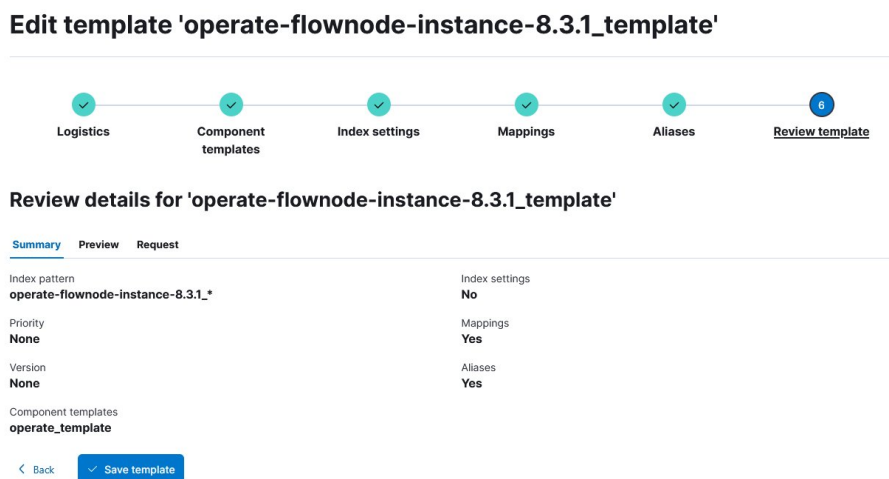 Edit template 'operate-flownode-instance-8.3.1_template'
Logistics
Component
templates
Index settings
Mappings
Aliases
6
Review template
Review details for 'operate-flownode-instance-8.3.1_template'
Summary Preview Request
Index pattern
operate-flownode-instance-8.3.1_*
Priority
None
Version
None
Component templates
operate_template
Index settings
No
Mappings
Yes
Aliases
Yes
Back
Save template